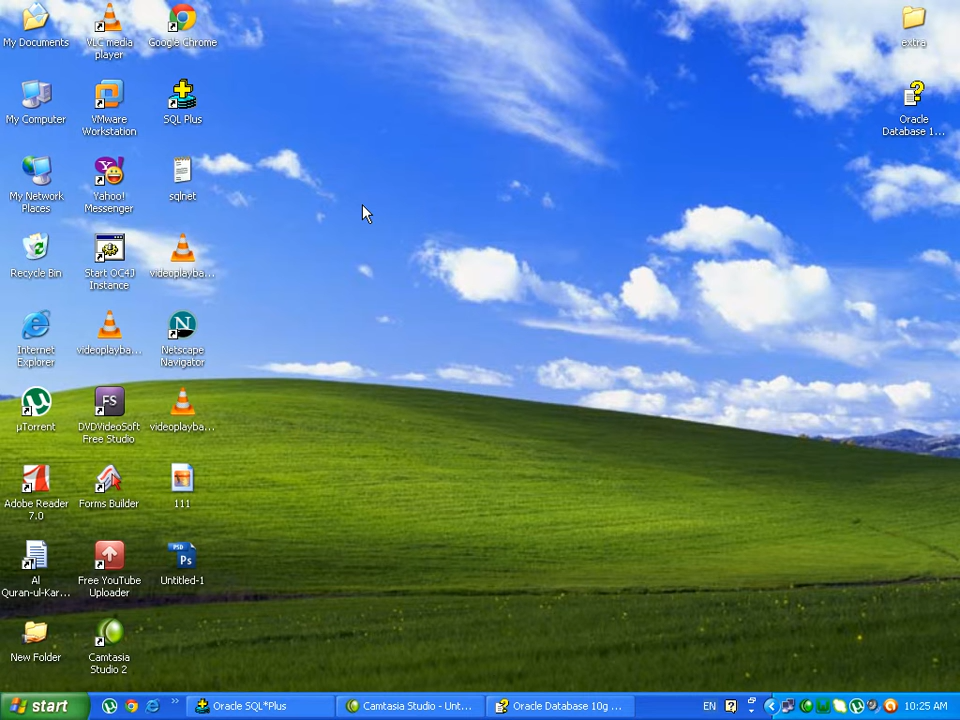 My Documents
VLC media
player
Google Chrome
extra
My Computer
VMware
Workstation
SQL Plus
Oracle
Database 1...
My Network
Places
Yahoo!
Messenger
sqlnet
Recycle Bin
Start OC4J
Instance
videoplayba...
Internet
Explorer
videoplayba...
Netscape
Navigator
µTorrent
DVDVideoSoft
Free Studio
videoplayba...
Adobe Reader
7.0
Forms Builder
111
Al
Quran-ul-Kar...
Free YouTube
Uploader
Untitled-1
New Folder
Camtasia
Studio 2
start
Oracle SQL*Plus
Camtasia Studio - Unt...
Oracle Database 10g ...
EN
10:25 AM